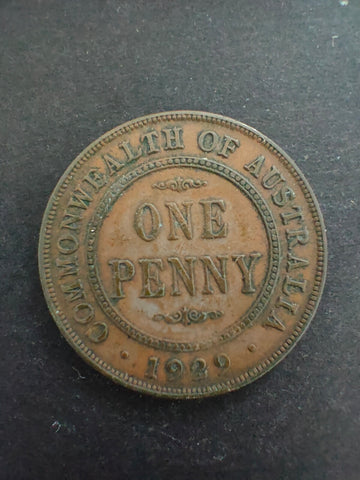 COMMONWEALTH OF AUSTRALIA
ONE
PENNY
· 1929 ·